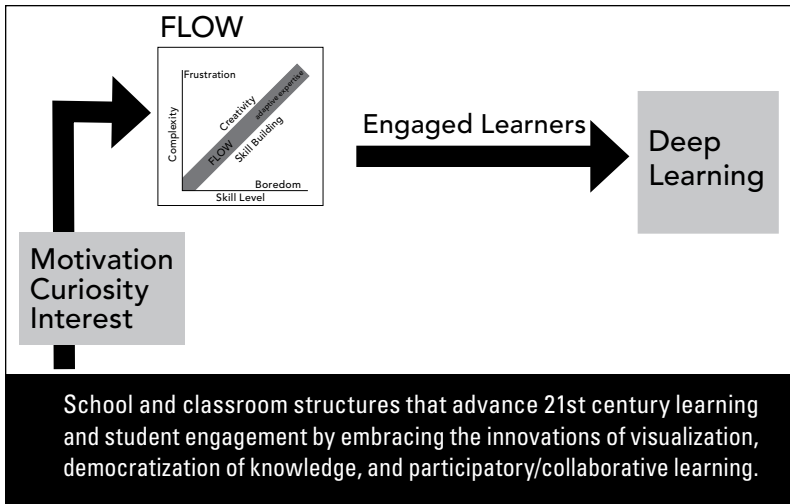 FLOW
Frustration
Complexity
Creativity
FLOW
adaptive expertise
Skill Building
Boredom
Skill Level
Engaged Learners
Deep
Learning
Motivation
Curiosity
Interest
School and classroom structures that advance 21st century learning
and student engagement by embracing the innovations of visualization,
democratization of knowledge, and participatory/collaborative learning.